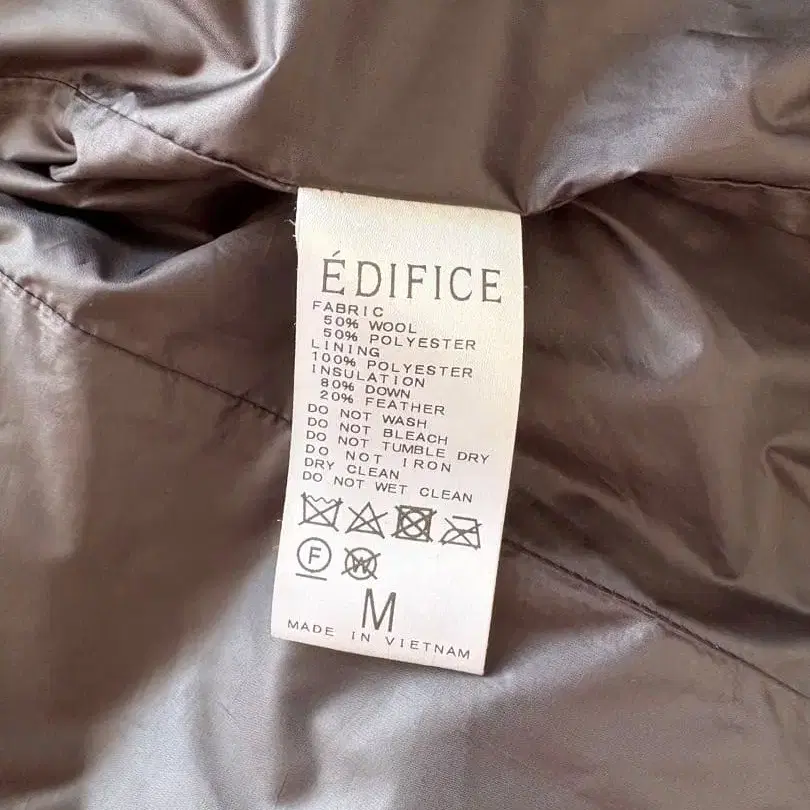 ÉDIFICE
FABRIC
50% WOOL
50% POLYESTER
LINING
100% POLYESTER
INSULATION
80% DOWN
20% FEATHER
DO NOT WASH
DO NOT BLEACH
DO NOT TUMBLE DRY
DO NOT IRON
DRY CLEAN
DO NOT WET CLEAN
F W
M
MADE IN VIETNAM